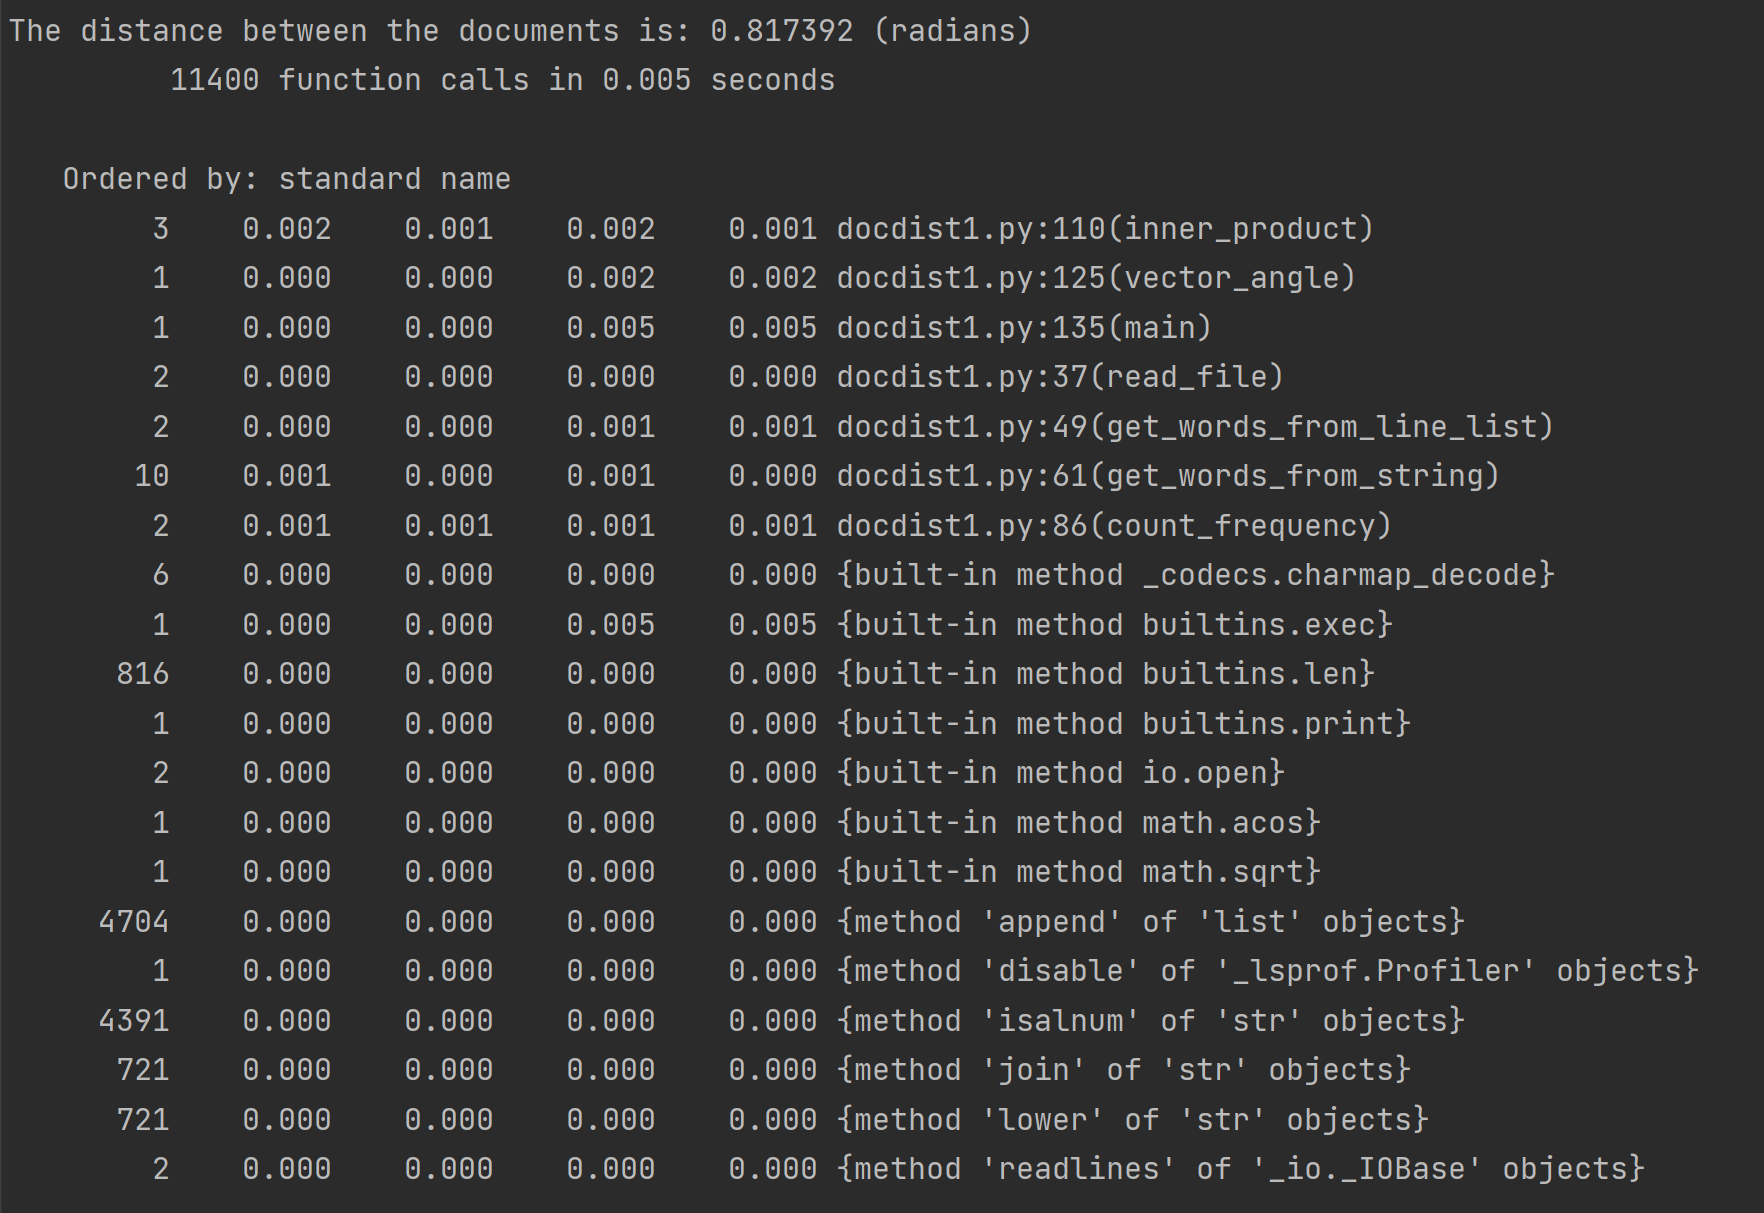 The distance between the documents is: 0.817392 (radians)
         11400 function calls in 0.005 seconds

   Ordered by: standard name
        3    0.002    0.001    0.002    0.001 docdist1.py:110(inner_product)
        1    0.000    0.000    0.002    0.002 docdist1.py:125(vector_angle)
        1    0.000    0.000    0.005    0.005 docdist1.py:135(main)
        2    0.000    0.000    0.000    0.000 docdist1.py:37(read_file)
        2    0.000    0.000    0.001    0.001 docdist1.py:49(get_words_from_line_list)
       10    0.001    0.000    0.001    0.000 docdist1.py:61(get_words_from_string)
        2    0.001    0.001    0.001    0.001 docdist1.py:86(count_frequency)
        6    0.000    0.000    0.000    0.000 {built-in method _codecs.charmap_decode}
        1    0.000    0.000    0.005    0.005 {built-in method builtins.exec}
      816    0.000    0.000    0.000    0.000 {built-in method builtins.len}
        1    0.000    0.000    0.000    0.000 {built-in method builtins.print}
        2    0.000    0.000    0.000    0.000 {built-in method io.open}
        1    0.000    0.000    0.000    0.000 {built-in method math.acos}
        1    0.000    0.000    0.000    0.000 {built-in method math.sqrt}
     4704    0.000    0.000    0.000    0.000 {method 'append' of 'list' objects}
        1    0.000    0.000    0.000    0.000 {method 'disable' of '_lsprof.Profiler' objects}
     4391    0.000    0.000    0.000    0.000 {method 'isalnum' of 'str' objects}
      721    0.000    0.000    0.000    0.000 {method 'join' of 'str' objects}
      721    0.000    0.000    0.000    0.000 {method 'lower' of 'str' objects}
        2    0.000    0.000    0.000    0.000 {method 'readlines' of '_io._IOBase' objects}